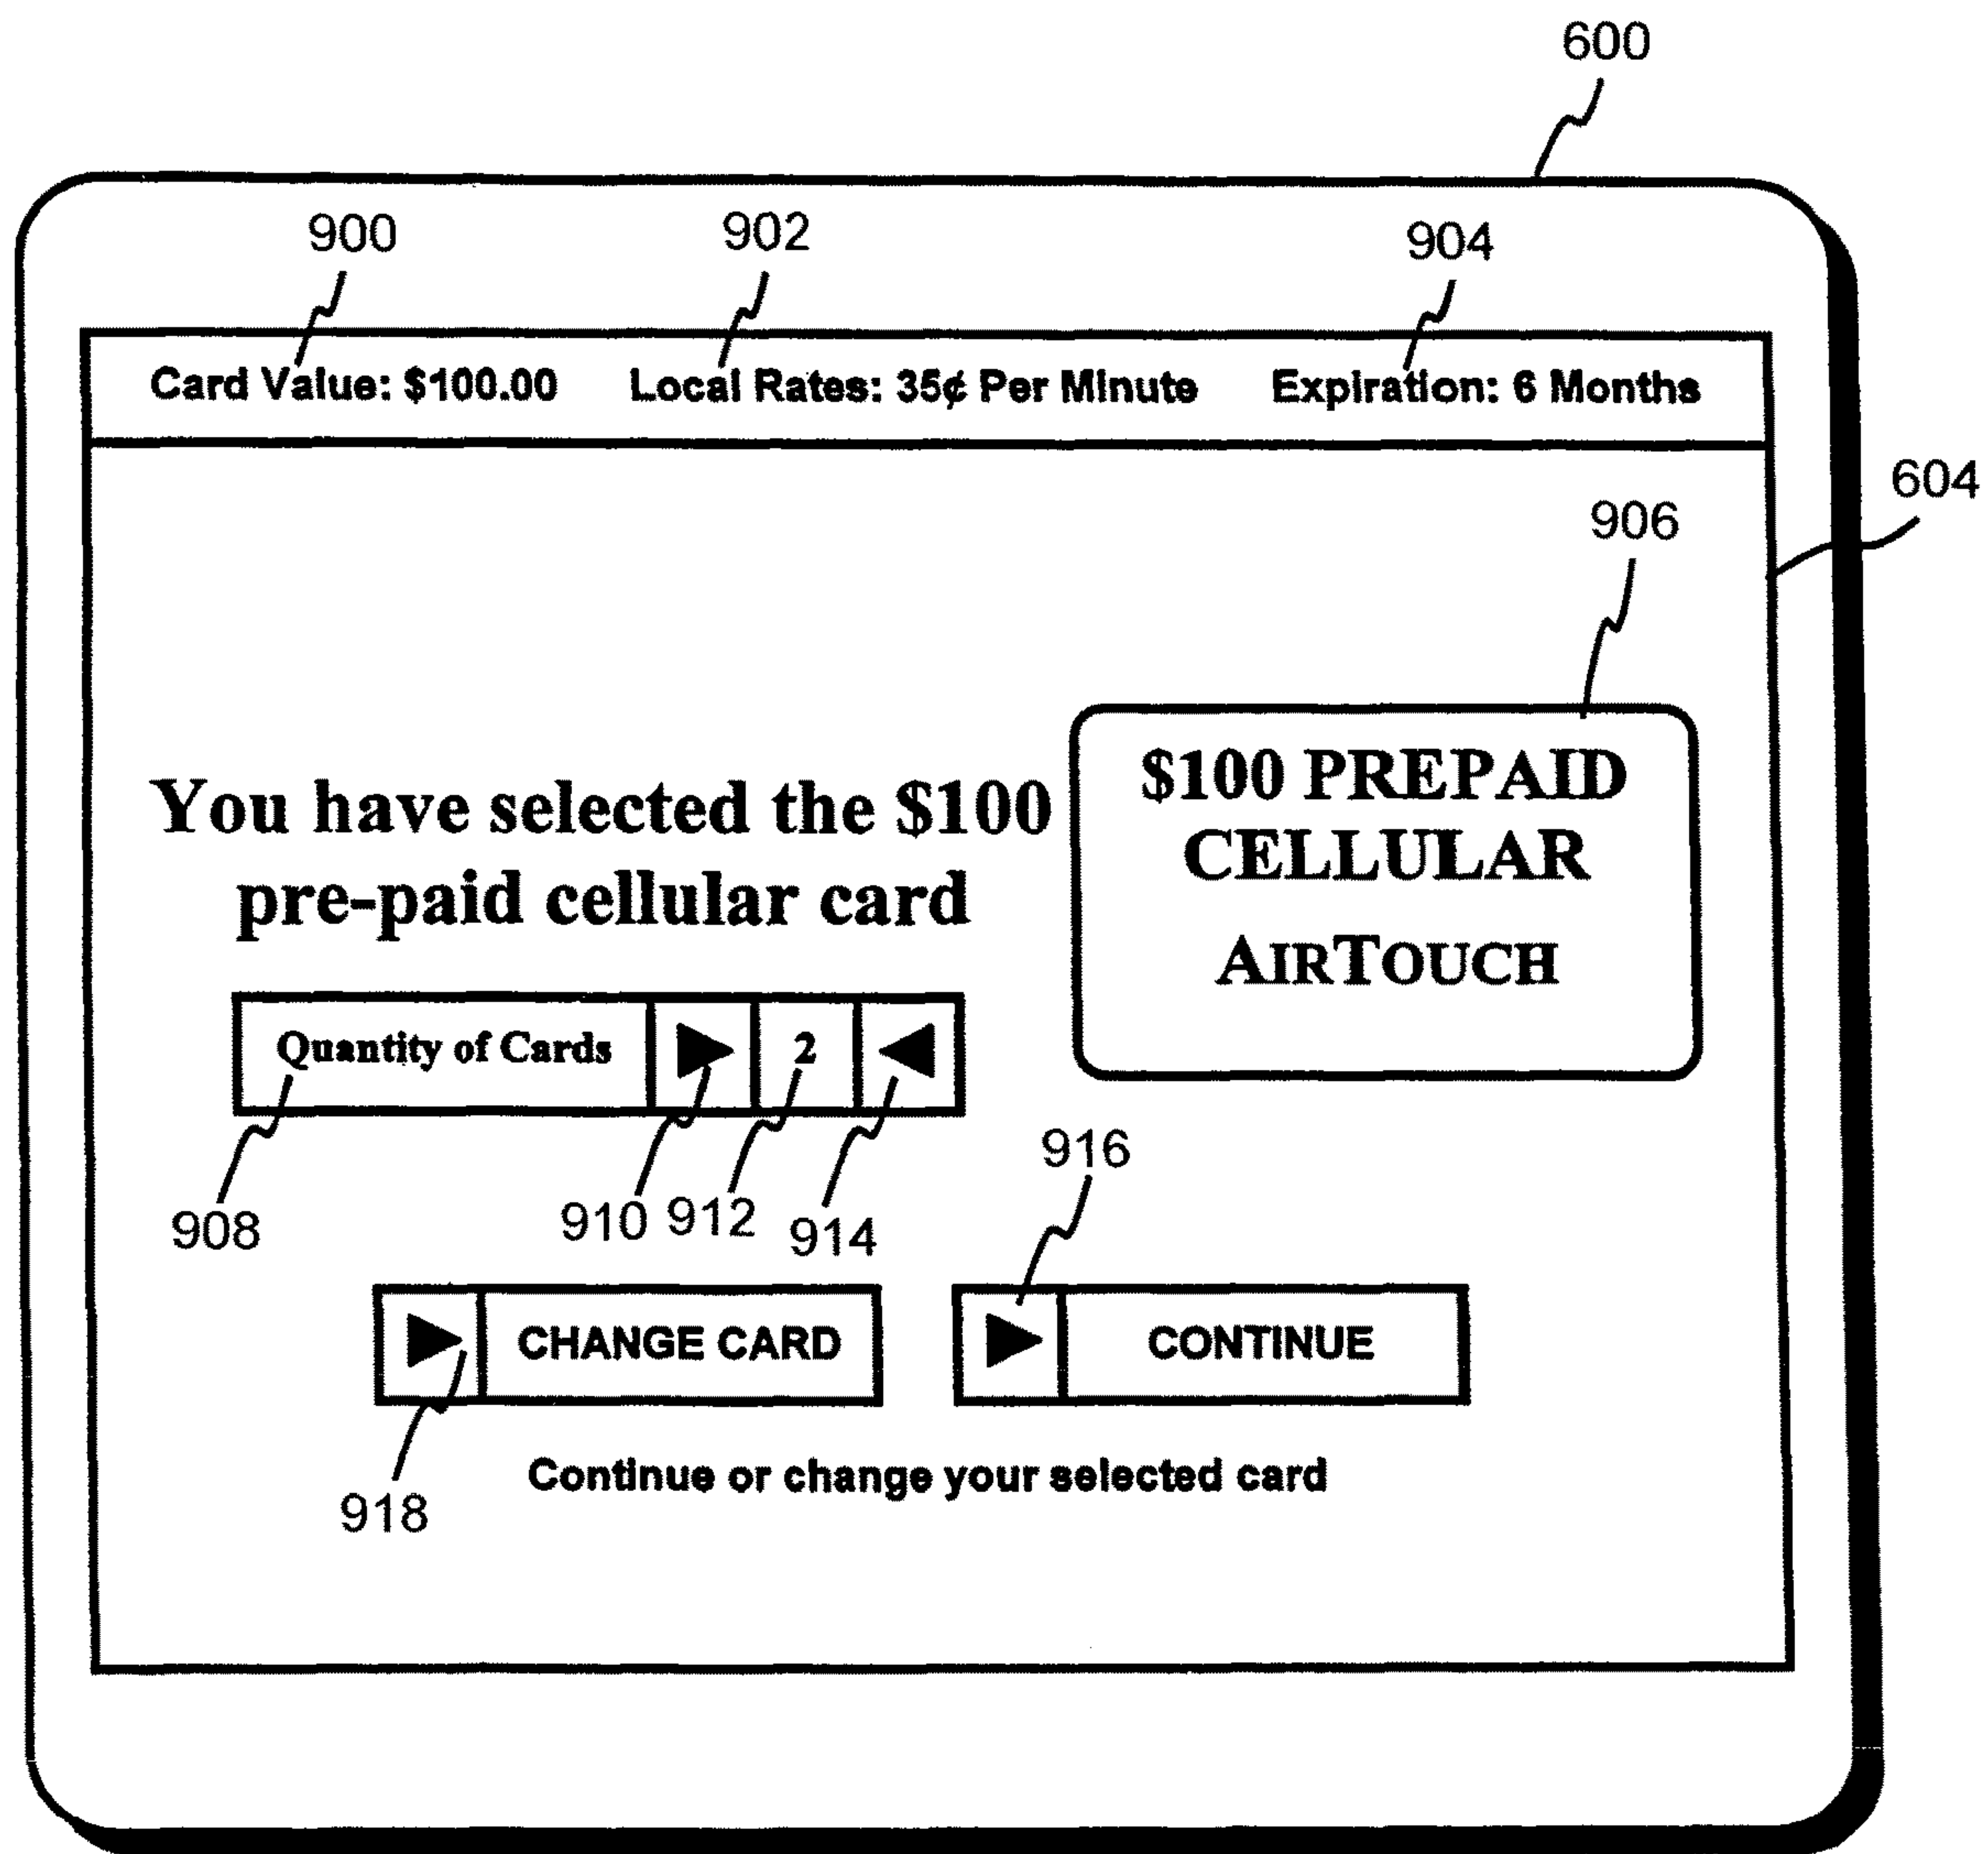 600
900 902 904
Card Value: $100.00 Local Rates: 35¢ Per Minute Expiration: 6 Months
604
906
You have selected the $100
pre-paid cellular card
$100 PREPAID
CELLULAR
AIRTOUCH
Quantity of Cards 2
908 910 912 914
916
CHANGE CARD CONTINUE
Continue or change your selected card
918